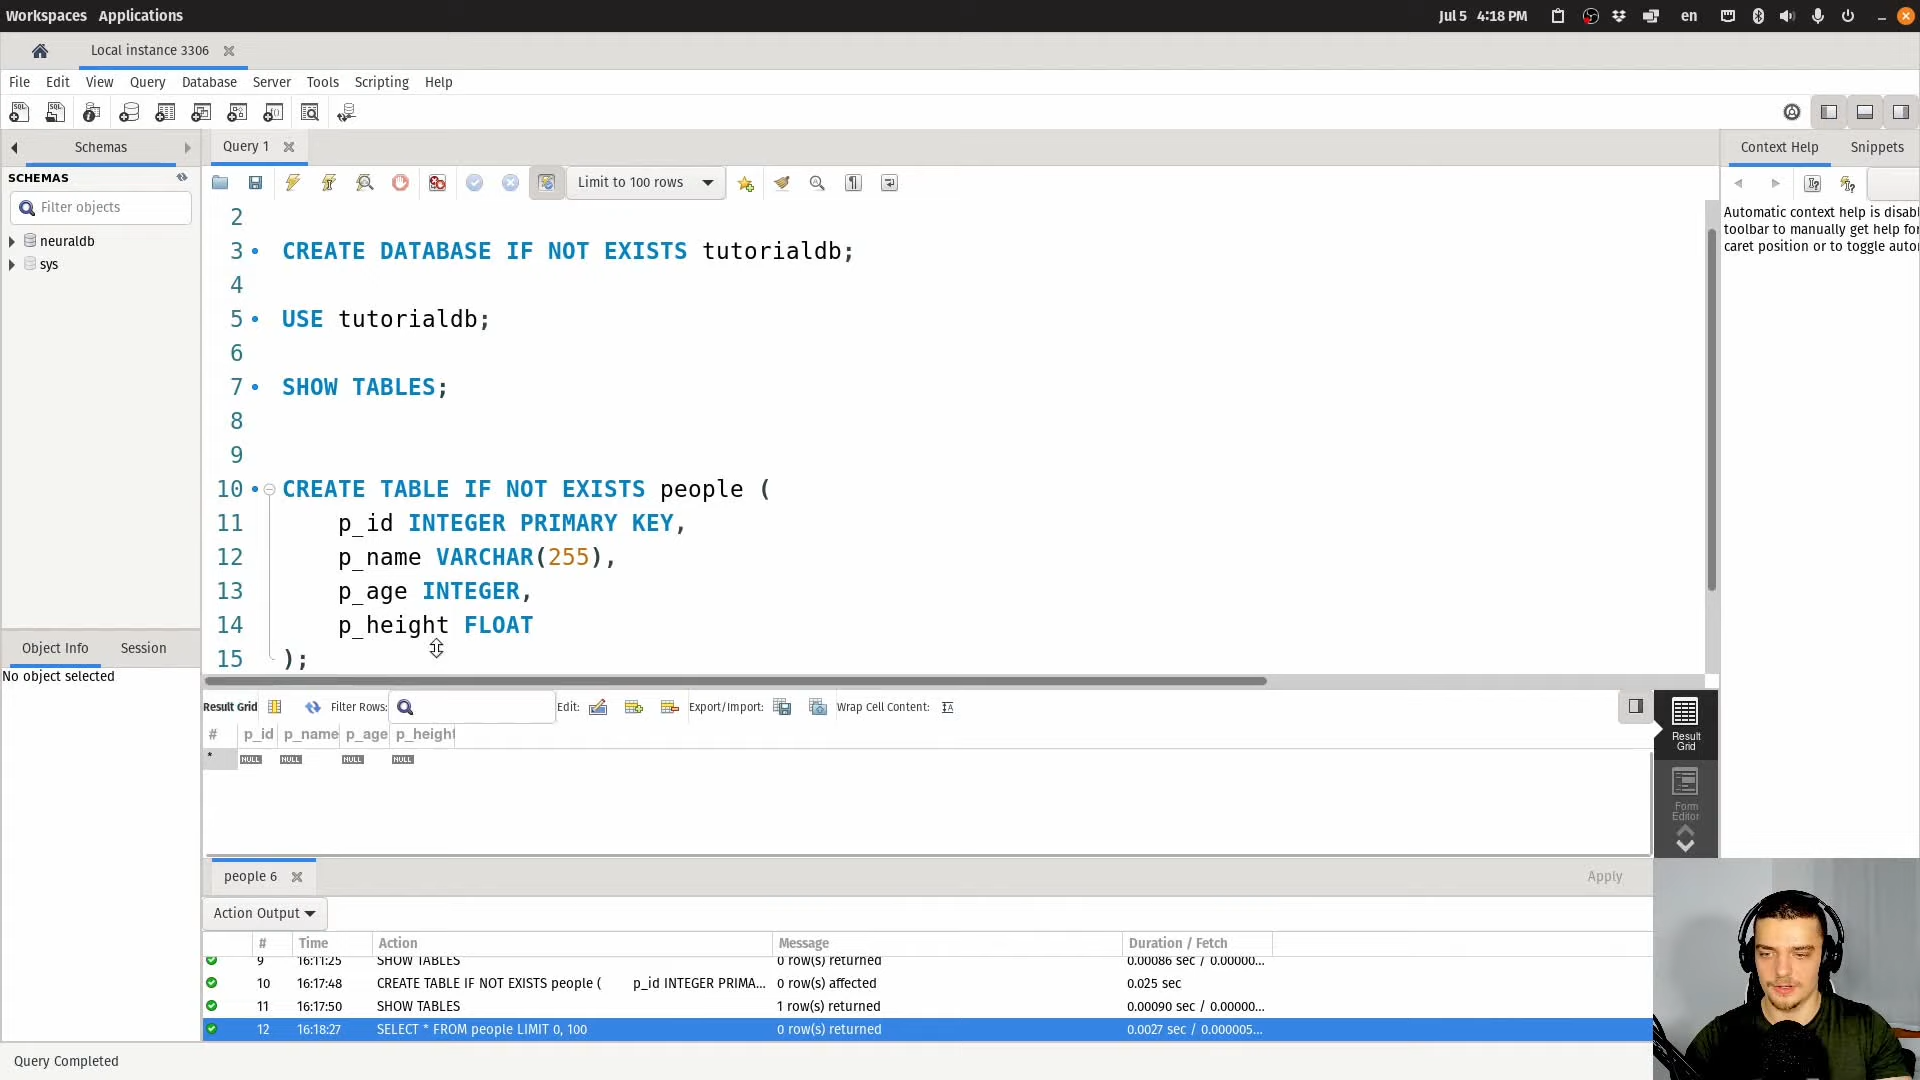 Workspaces Applications Jul 5 4:18 PM en
Local instance 3306
File Edit View Query Database Server Tools Scripting Help
Schemas Query 1 Context Help Snippets
SCHEMAS Limit to 100 rows
Filter objects
neuraldb
sys
Automatic context help is disabl
toolbar to manually get help for
caret position or to toggle auto
2
3 CREATE DATABASE IF NOT EXISTS tutorialdb;
4
5 USE tutorialdb;
6
7 SHOW TABLES;
8
9
10 CREATE TABLE IF NOT EXISTS people (
11 p_id INTEGER PRIMARY KEY,
12 p_name VARCHAR(255),
13 p_age INTEGER,
14 p_height FLOAT
15 );
Object Info Session
No object selected
Result Grid Filter Rows: Edit: Export/Import: Wrap Cell Content:
# p_id p_name p_age p_height
* NULL NULL NULL NULL
Result
Grid
Form
Editor
people 6 Apply
Action Output
# Time Action Message Duration / Fetch
9 16:11:25 SHOW TABLES 0 row(s) returned 0.00086 sec / 0.00000...
10 16:17:48 CREATE TABLE IF NOT EXISTS people ( p_id INTEGER PRIMA... 0 row(s) affected 0.025 sec
11 16:17:50 SHOW TABLES 1 row(s) returned 0.00090 sec / 0.00000...
12 16:18:27 SELECT * FROM people LIMIT 0, 100 0 row(s) returned 0.0027 sec / 0.000005...
Query Completed